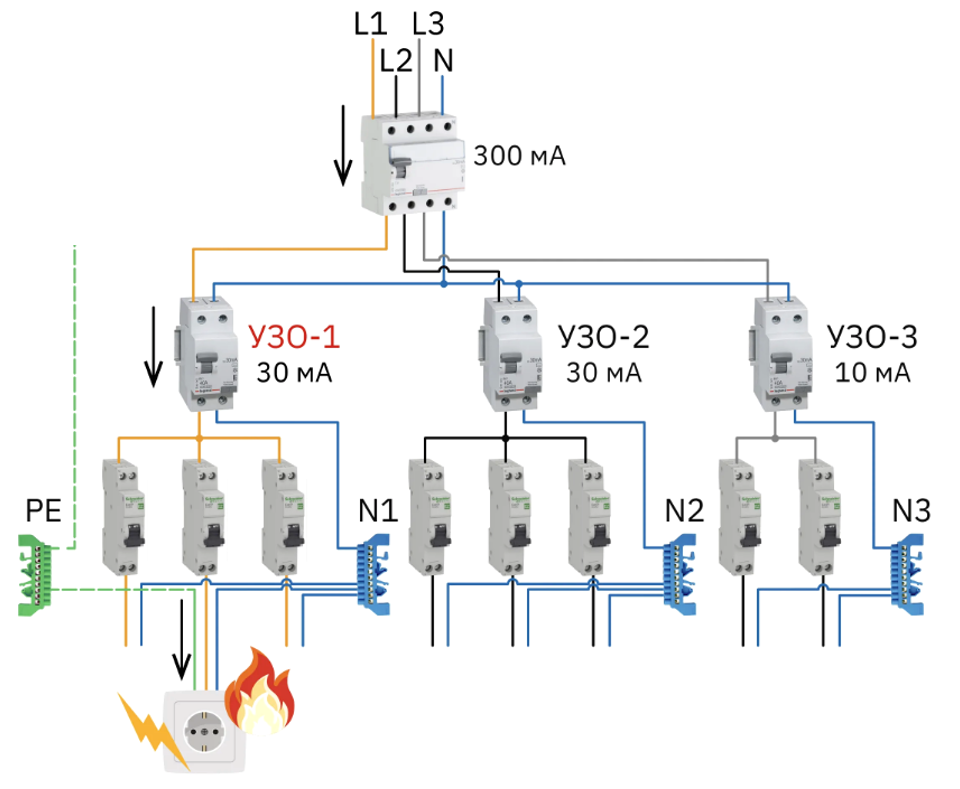 L1 L3
L2 N
300 мА
УЗО-1
30 мА
УЗО-2
30 мА
УЗО-3
10 мА
PE
N1
N2
N3